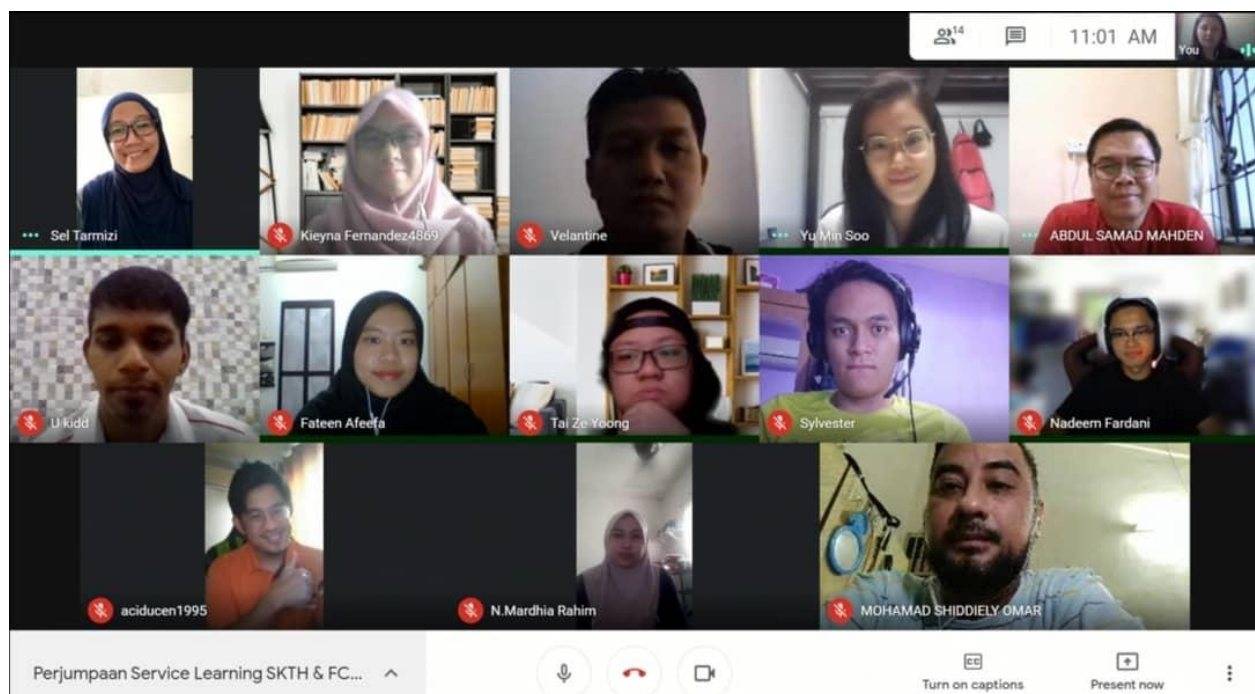 14
11:01 AM
You
Sel Tarmizi
Kieyna Fernandez4869
Velantine
Yu Min Soo
ABDUL SAMAD MAHDEN
U kidd
Fateen Afeefa
Tai Ze Yoong
Sylvester
Nadeem Fardani
aciducen1995
N.Mardhia Rahim
MOHAMAD SHIDDIELY OMAR
Perjumpaan Service Learning SKTH & FC...
CC
Turn on captions
Present now